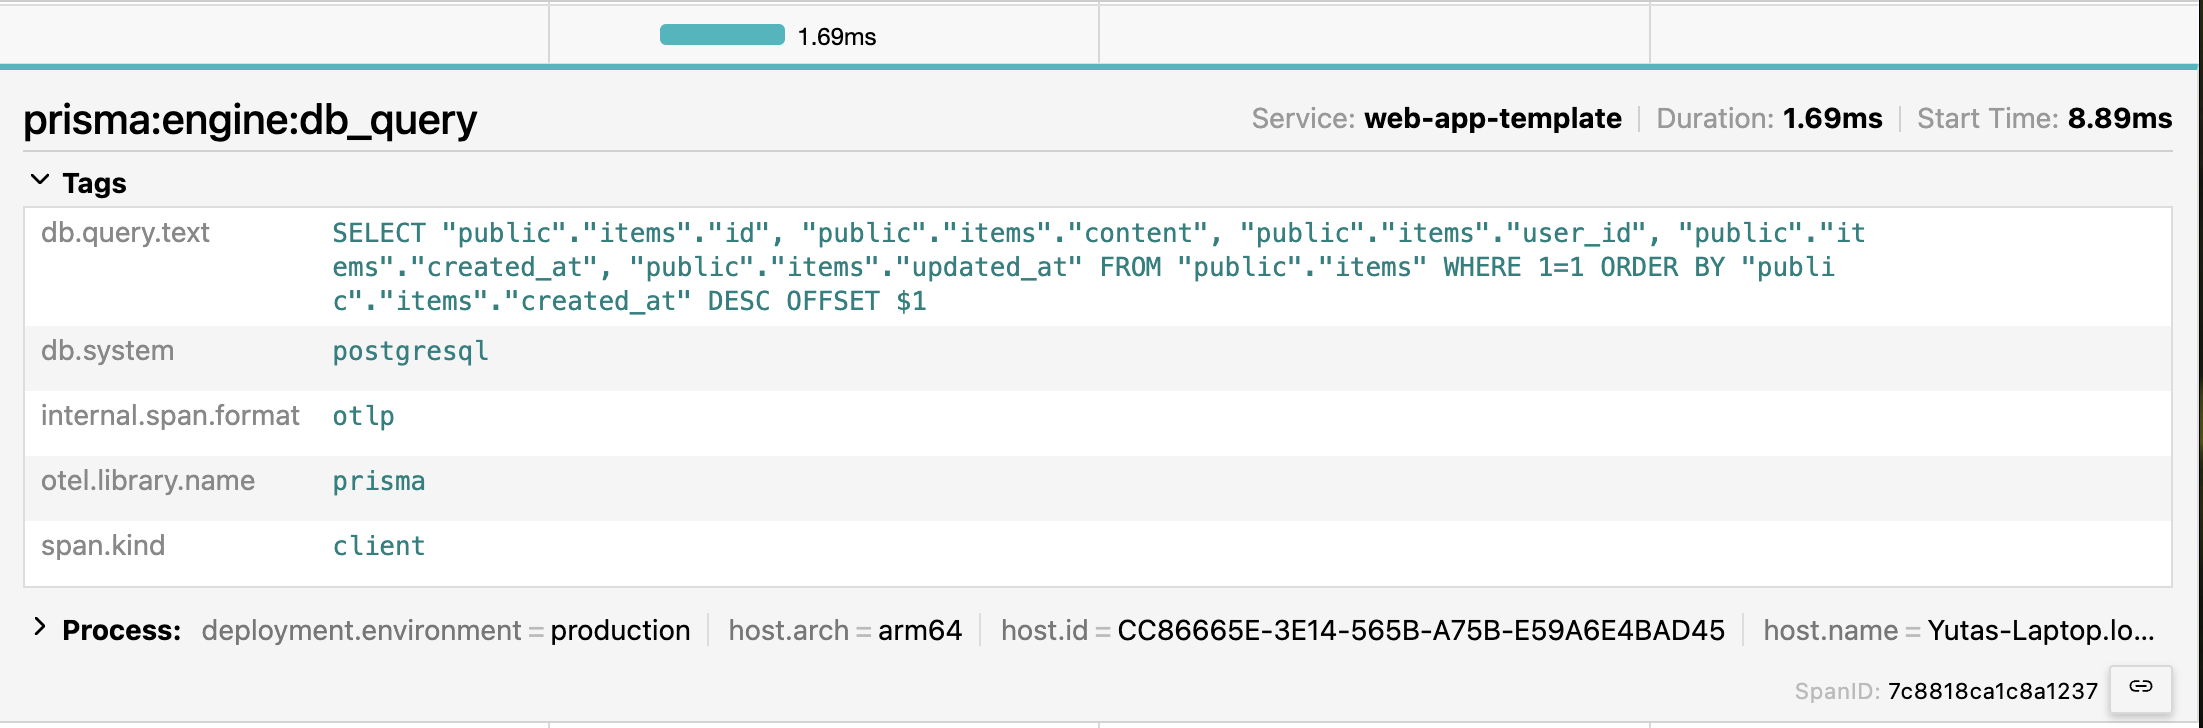 1.69ms
prisma:engine:db_query
Service: web-app-template
Duration: 1.69ms
Start Time: 8.89ms
Tags
db.query.text
SELECT "public"."items"."id", "public"."items"."content", "public"."items"."user_id", "public"."it
ems"."created_at", "public"."items"."updated_at" FROM "public"."items" WHERE 1=1 ORDER BY "publi
c"."items"."created_at" DESC OFFSET $1
db.system postgresql
internal.span.format otlp
otel.library.name prisma
span.kind client
Process: deployment.environment = production host.arch = arm64 host.id = CC86665E-3E14-565B-A75B-E59A6E4BAD45 host.name = Yutas-Laptop.lo...
SpanID: 7c8818ca1c8a1237